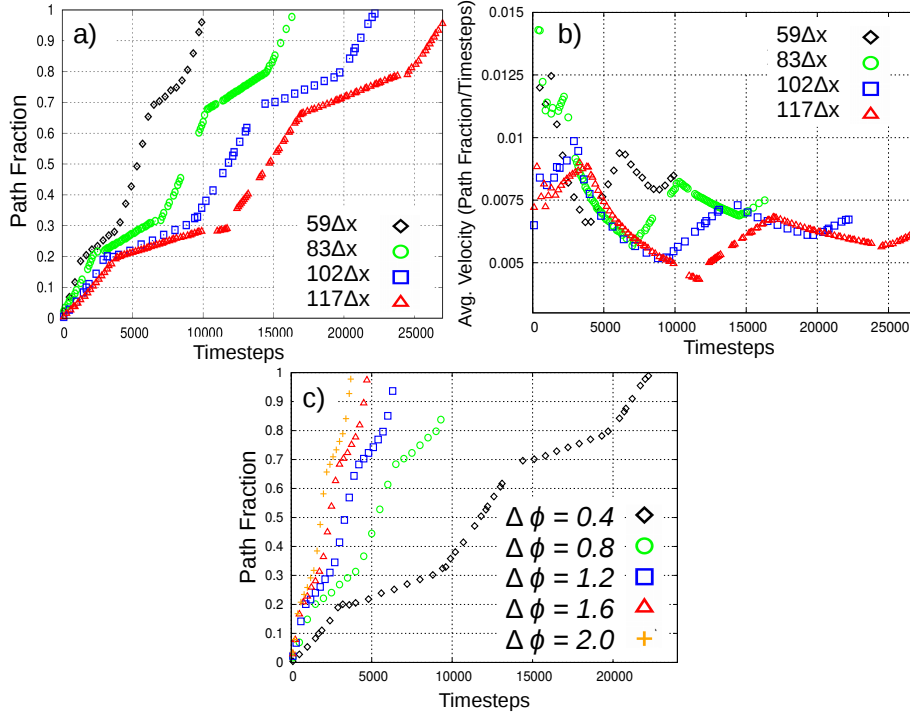 a)
1
0.9
0.8
0.7
0.6
0.5
0.4
0.3
0.2
0.1
0
Path Fraction
59Δx
83Δx
102Δx
117Δx
0 5000 10000 15000 20000 25000
Timesteps
b)
0.015
0.0125
0.01
0.0075
0.005
Avg. Velocity (Path Fraction/Timesteps)
59Δx
83Δx
102Δx
117Δx
0 5000 10000 15000 20000 25000
Timesteps
c)
1
0.9
0.8
0.7
0.6
0.5
0.4
0.3
0.2
0.1
0
Path Fraction
Δ ϕ = 0.4
Δ ϕ = 0.8
Δ ϕ = 1.2
Δ ϕ = 1.6
Δ ϕ = 2.0
0 5000 10000 15000 20000
Timesteps